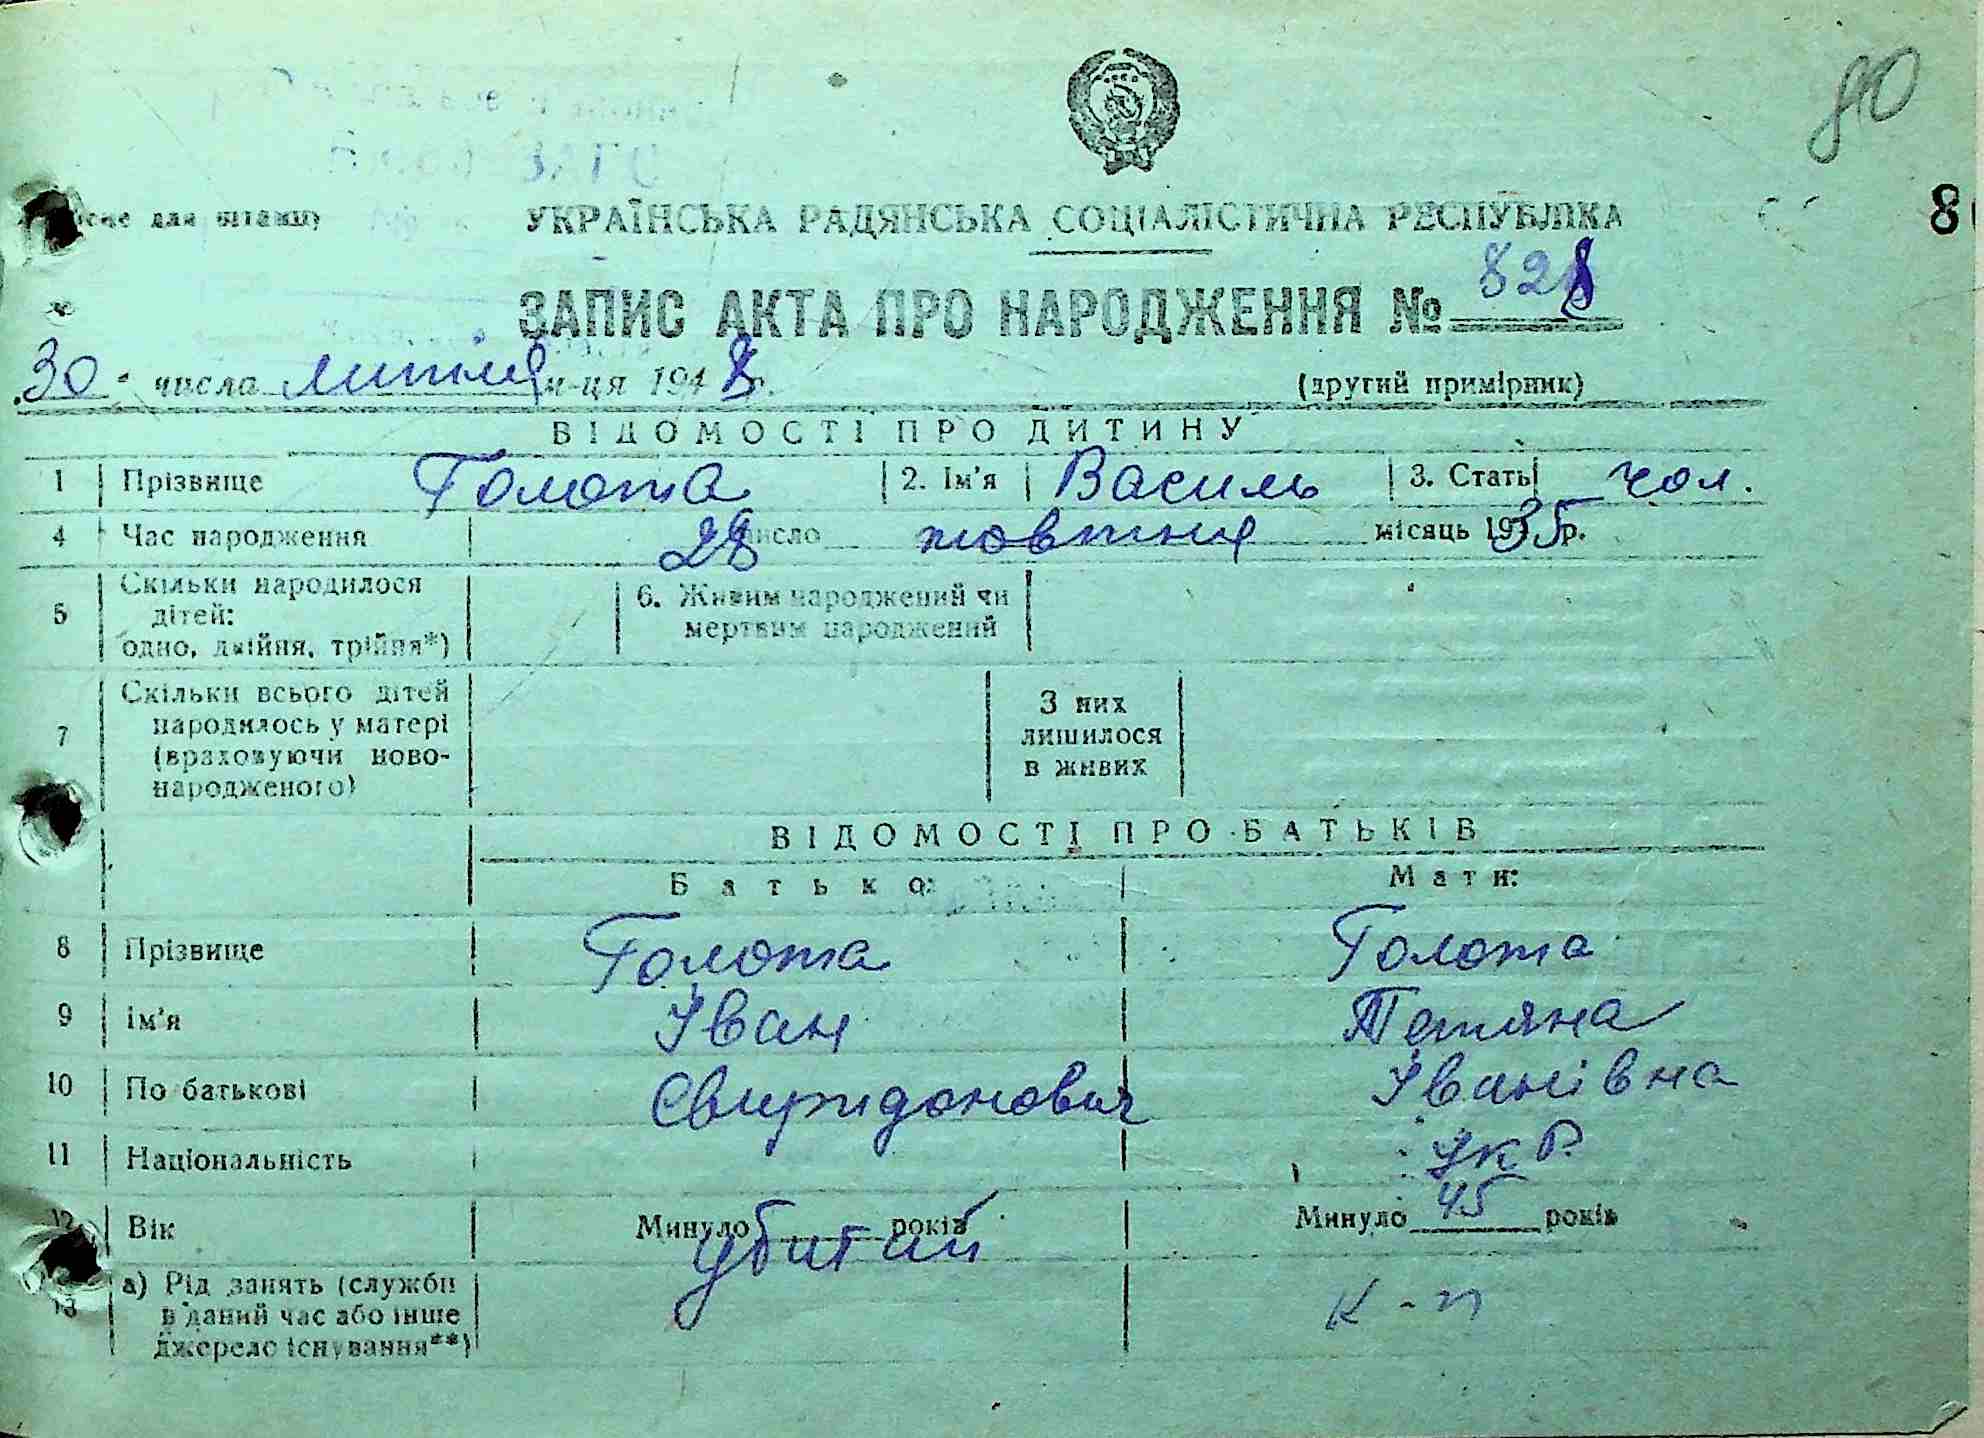 80
8
місце для штампу
УКРАЇНСЬКА РАДЯНСЬКА СОЦІАЛІСТИЧНА РЕСПУБЛІКА
ЗАПИС АКТА ПРО НАРОДЖЕННЯ № 828
30 числа липня м-ця 1948 р. (другий примірник)
ВІДОМОСТІ ПРО ДИТИНУ
1 Прізвище Голота 2. Ім'я Василь 3. Стать чол.
4 Час народження 28 число жовтня місяць 1935 р.
5 Скільки народилося дітей: одно, двійня, трійня*) 6. Живим народжений чи мертвим народжений
7 Скільки всього дітей народилось у матері (враховуючи ново-народженого) З них лишилося в живих
ВІДОМОСТІ ПРО БАТЬКІВ
Батько: Мати:
8 Прізвище Голота Голота
9 Ім'я Іван Тетяна
10 По батькові Свиридонович Іванівна
11 Національність Укр.
12 Вік Минуло убитий років Минуло 45 років
13 а) Рід занять (служби в даний час або інше джерело існування**) к-п